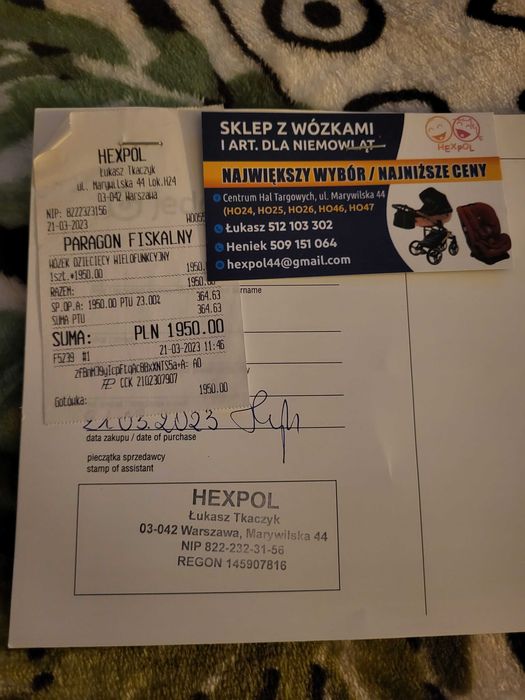 HEXPOL
Łukasz Tkaczyk
ul. Marywilska 44 Lok.H24
03-042 Warszawa
NIP: 8222323156
21-03-2023
PARAGON FISKALNY
WÓZEK DZIECIĘCY WIELOFUNKCYJNY
1szt.*1950.00 1950.
RAZEM: 1950.
SP.OP.A: 1950.00 PTU 23.00% 364.63
SUMA PTU 364.63
SUMA: PLN 1950.00
F5239 #1 21-03-2023 11:46
CCK 2102307907
Gotówka: 1950.00
SKLEP Z WÓZKAMI
I ART. DLA NIEMOWLĄT
HEXPOL
NAJWIĘKSZY WYBÓR / NAJNIŻSZE CENY
Centrum Hal Targowych, ul. Marywilska 44
(HO24, HO25, HO26, HO46, HO47
Łukasz 512 103 302
Heniek 509 151 064
hexpol44@gmail.com
rname
21.03.2023
data zakupu / date of purchase
pieczątka sprzedawcy
stamp of assistant
HEXPOL
Łukasz Tkaczyk
03-042 Warszawa, Marywilska 44
NIP 822-232-31-56
REGON 145907816